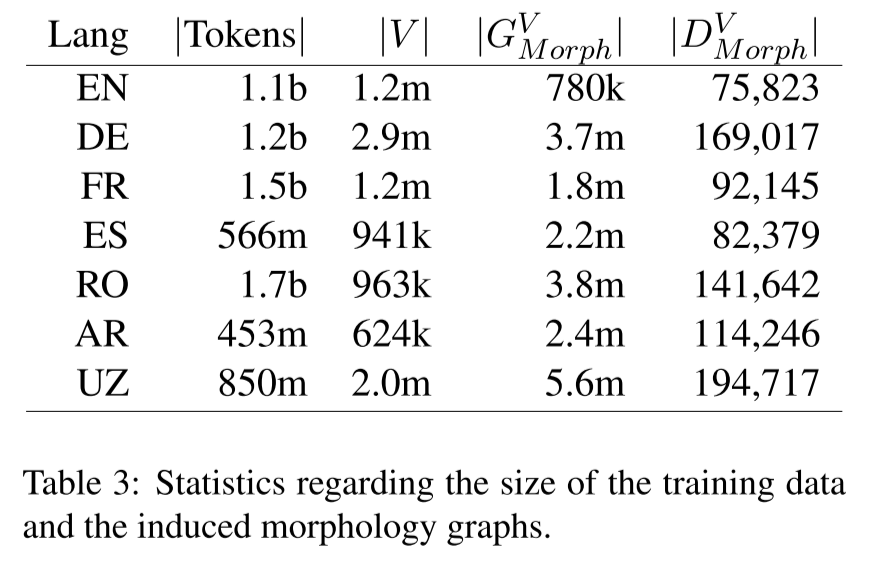 Lang |Tokens| |V| |G^V_Morph| |D^V_Morph|
EN 1.1b 1.2m 780k 75,823
DE 1.2b 2.9m 3.7m 169,017
FR 1.5b 1.2m 1.8m 92,145
ES 566m 941k 2.2m 82,379
RO 1.7b 963k 3.8m 141,642
AR 453m 624k 2.4m 114,246
UZ 850m 2.0m 5.6m 194,717
Table 3: Statistics regarding the size of the training data
and the induced morphology graphs.